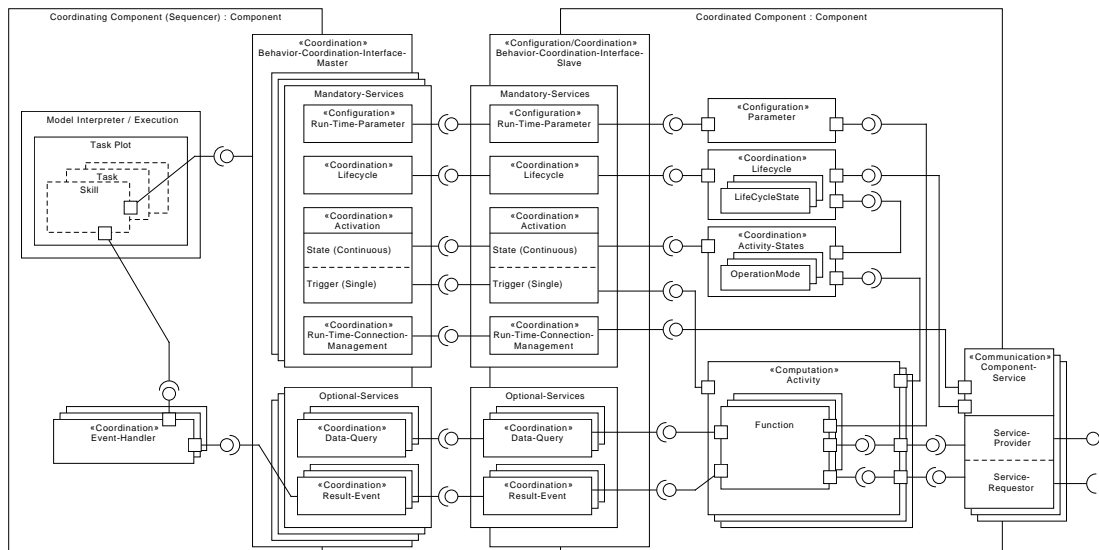 Coordinating Component (Sequencer) : Component
Coordinated Component : Component
«Coordination»
Behavior-Coordination-Interface-
Master
«Configuration/Coordination»
Behavior-Coordination-Interface-
Slave
Model Interpreter / Execution
Task Plot
Task
Skill
Mandatory-Services
«Configuration»
Run-Time-Parameter
«Coordination»
Lifecycle
«Coordination»
Activation
State (Continuous)
Trigger (Single)
«Coordination»
Run-Time-Connection-
Management
Mandatory-Services
«Configuration»
Run-Time-Parameter
«Coordination»
Lifecycle
«Coordination»
Activation
State (Continuous)
Trigger (Single)
«Coordination»
Run-Time-Connection-
Management
«Configuration»
Parameter
«Coordination»
Lifecycle
LifeCycleState
«Coordination»
Activity-States
OperationMode
«Coordination»
Event-Handler
Optional-Services
«Coordination»
Data-Query
«Coordination»
Result-Event
Optional-Services
«Coordination»
Data-Query
«Coordination»
Result-Event
«Computation»
Activity
Function
«Communication»
Component-
Service
Service-
Provider
Service-
Requestor